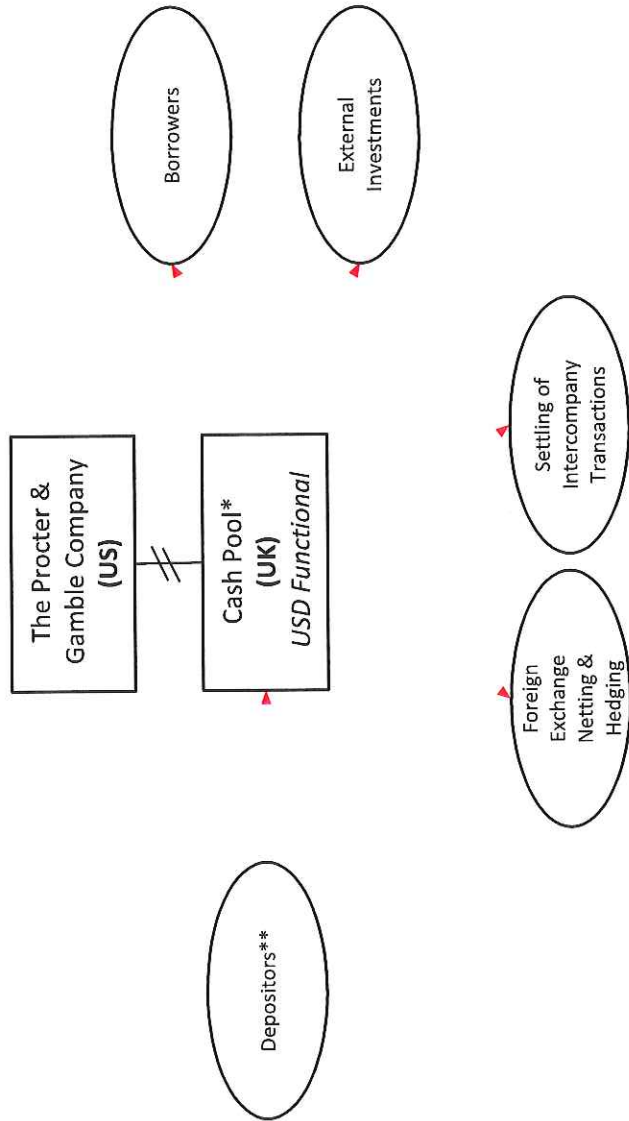 The Procter &
Gamble Company
(US)
Cash Pool*
(UK)
USD Functional
Depositors**
Borrowers
External
Investments
Foreign
Exchange
Netting &
Hedging
Settling of
Intercompany
Transactions